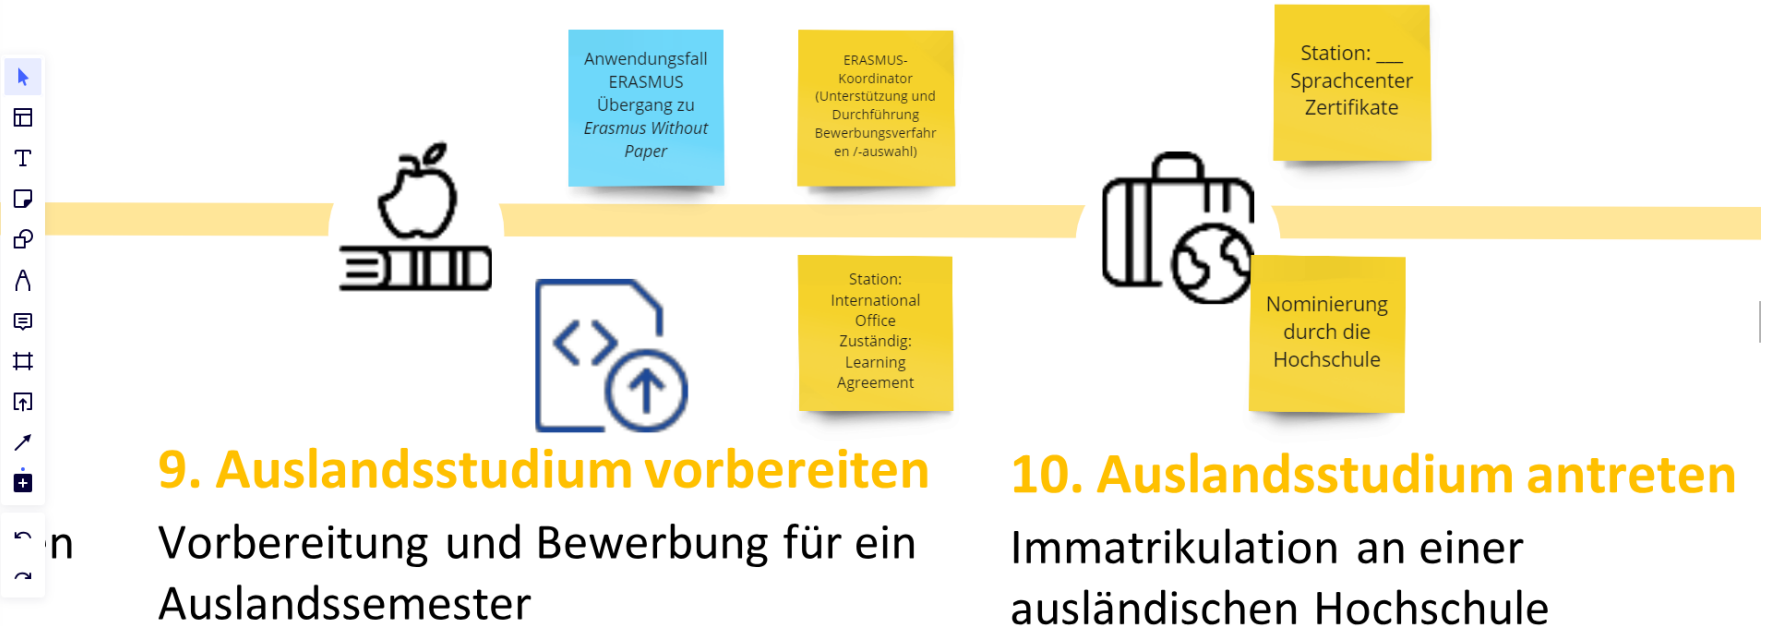 Anwendungsfall
ERASMUS
Übergang zu
Erasmus Without
Paper
ERASMUS-
Koordinator
(Unterstützung und
Durchführung
Bewerbungsverfahr
en /-auswahl)
Station: ___
Sprachcenter
Zertifikate
Station:
International
Office
Zuständig:
Learning
Agreement
Nominierung
durch die
Hochschule
9. Auslandsstudium vorbereiten
Vorbereitung und Bewerbung für ein
Auslandssemester
10. Auslandsstudium antreten
Immatrikulation an einer
ausländischen Hochschule